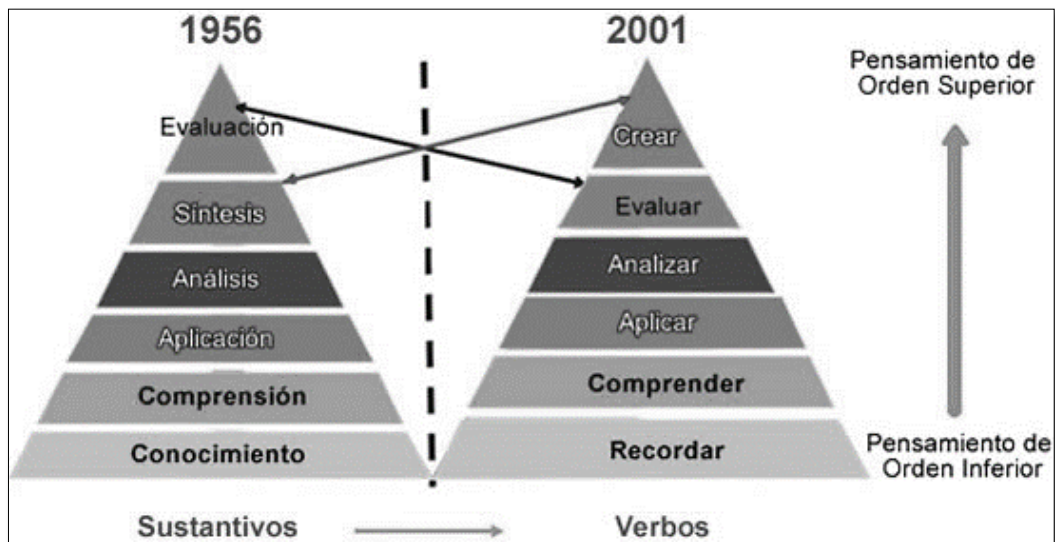 1956
Evaluación
Síntesis
Análisis
Aplicación
Comprensión
Conocimiento
Sustantivos
2001
Crear
Evaluar
Analizar
Aplicar
Comprender
Recordar
Verbos
Pensamiento de
Orden Superior
Pensamiento de
Orden Inferior